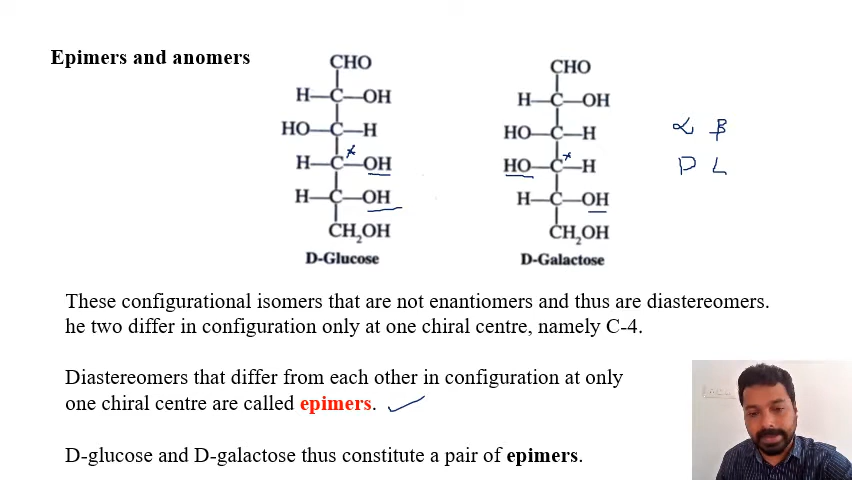 Epimers and anomers
CHO
H—C—OH
HO—C—H
H—C*—OH
H—C—OH
CH₂OH
D-Glucose
CHO
H—C—OH
HO—C—H
HO—C*—H
H—C—OH
CH₂OH
D-Galactose
α β
D L
These configurational isomers that are not enantiomers and thus are diastereomers.
he two differ in configuration only at one chiral centre, namely C-4.
Diastereomers that differ from each other in configuration at only
one chiral centre are called epimers.
D-glucose and D-galactose thus constitute a pair of epimers.